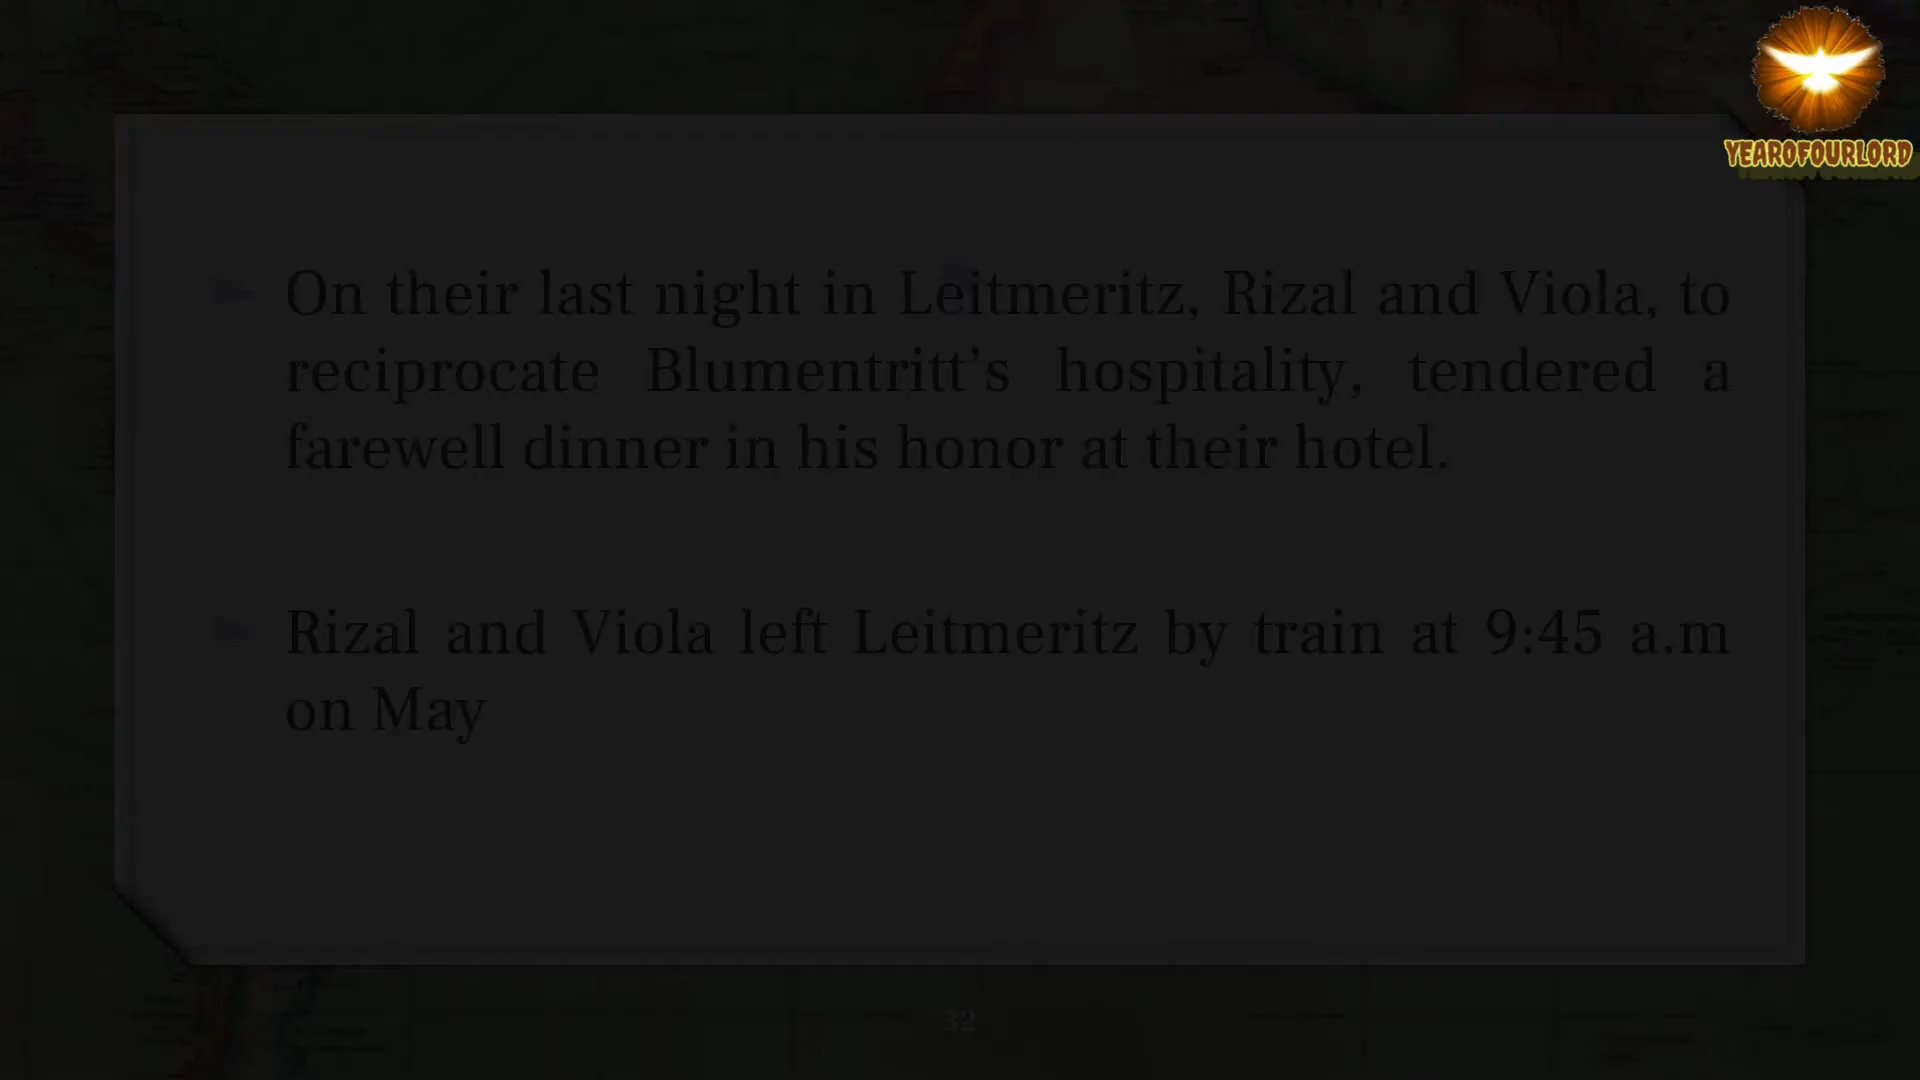 YEAROFOURLORD
On their last night in Leitmeritz, Rizal and Viola, to
reciprocate Blumentritt’s hospitality, tendered a
farewell dinner in his honor at their hotel.
Rizal and Viola left Leitmeritz by train at 9:45 a.m
on May
32